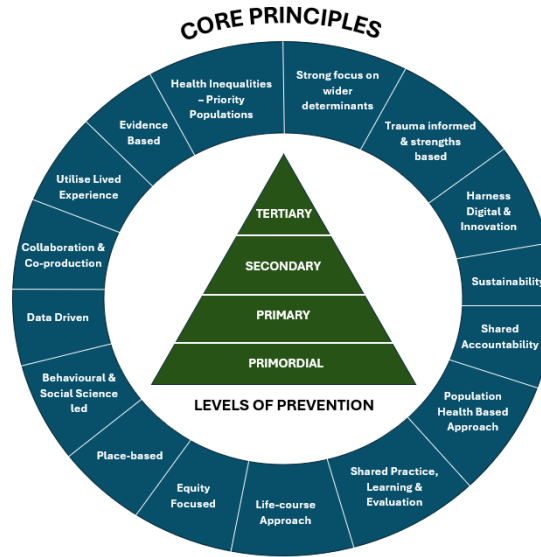 CORE PRINCIPLES
Strong focus on
wider
determinants
Trauma informed
& strengths
based
Harness
Digital &
Innovation
Sustainability
Shared
Accountability
Population
Health Based
Approach
Shared Practice,
Learning &
Evaluation
Life-course
Approach
Equity
Focused
Place-based
Behavioural &
Social Science
led
Data Driven
Collaboration &
Co-production
Utilise Lived
Experience
Evidence
Based
Health Inequalities
– Priority
Populations
TERTIARY
SECONDARY
PRIMARY
PRIMORDIAL
LEVELS OF PREVENTION